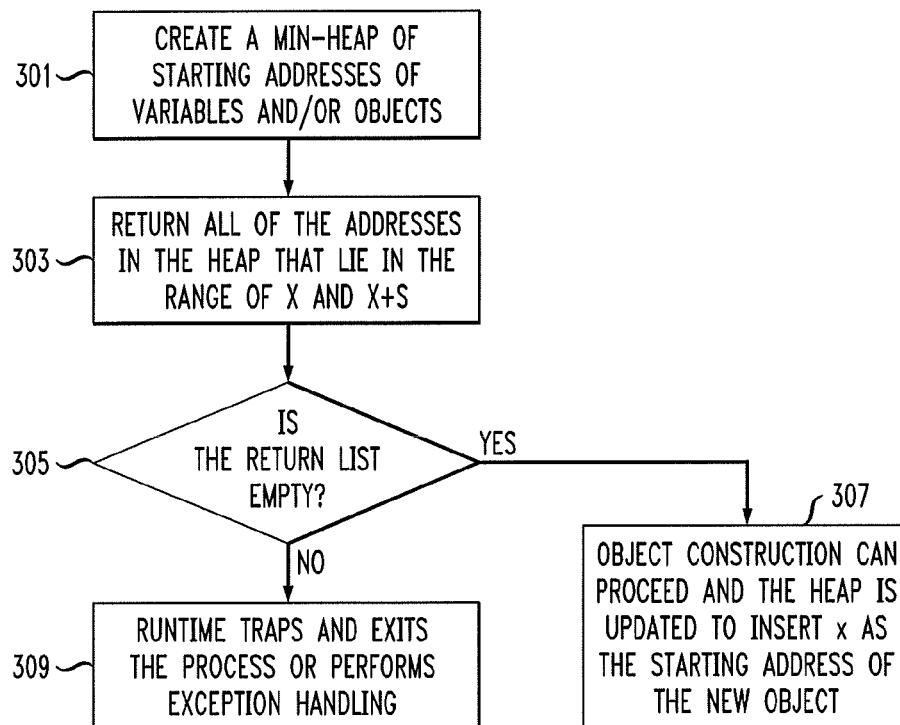 301
CREATE A MIN-HEAP OF
STARTING ADDRESSES OF
VARIABLES AND/OR OBJECTS
303
RETURN ALL OF THE ADDRESSES
IN THE HEAP THAT LIE IN THE
RANGE OF X AND X+S
305
IS
THE RETURN LIST
EMPTY?
YES
NO
307
OBJECT CONSTRUCTION CAN
PROCEED AND THE HEAP IS
UPDATED TO INSERT x AS
THE STARTING ADDRESS OF
THE NEW OBJECT
309
RUNTIME TRAPS AND EXITS
THE PROCESS OR PERFORMS
EXCEPTION HANDLING